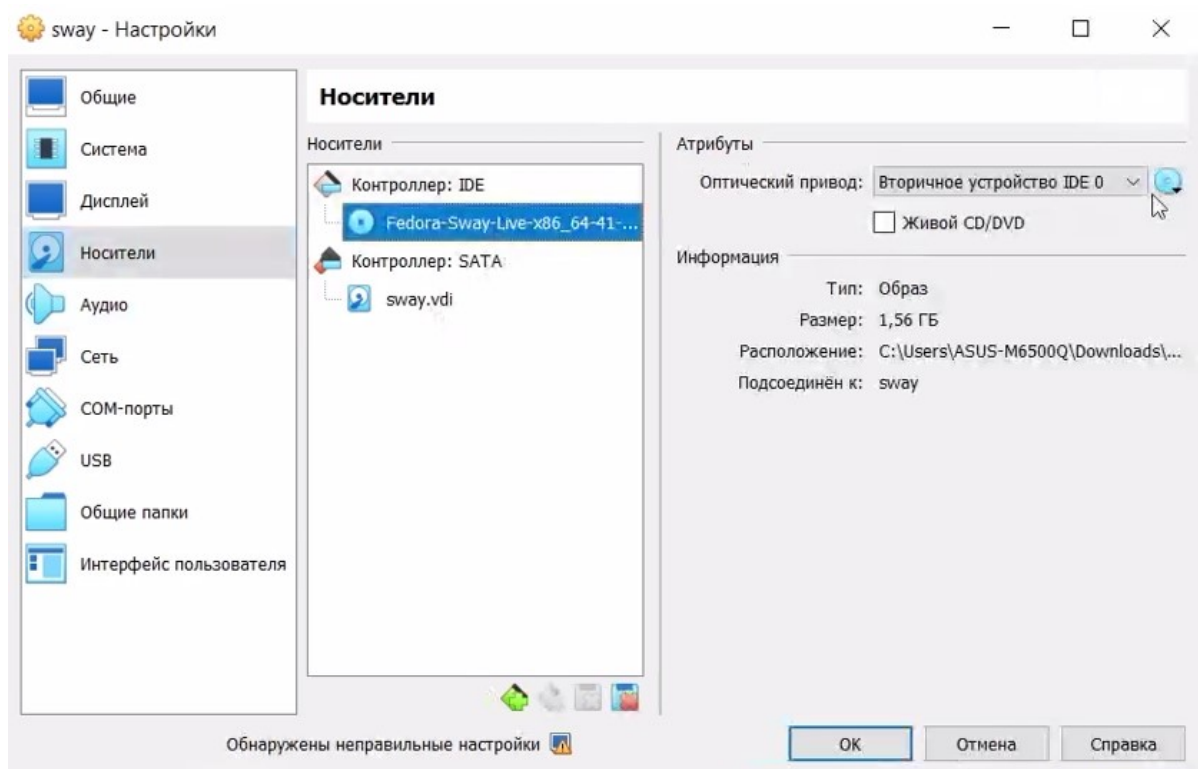 sway - Настройки
Общие
Система
Дисплей
Носители
Аудио
Сеть
COM-порты
USB
Общие папки
Интерфейс пользователя
Носители
Носители
Контроллер: IDE
Fedora-Sway-Live-x86_64-41-...
Контроллер: SATA
sway.vdi
Атрибуты
Оптический привод: Вторичное устройство IDE 0
Живой CD/DVD
Информация
Тип: Образ
Размер: 1,56 ГБ
Расположение: C:\Users\ASUS-M6500Q\Downloads\...
Подсоединён к: sway
Обнаружены неправильные настройки
OK
Отмена
Справка